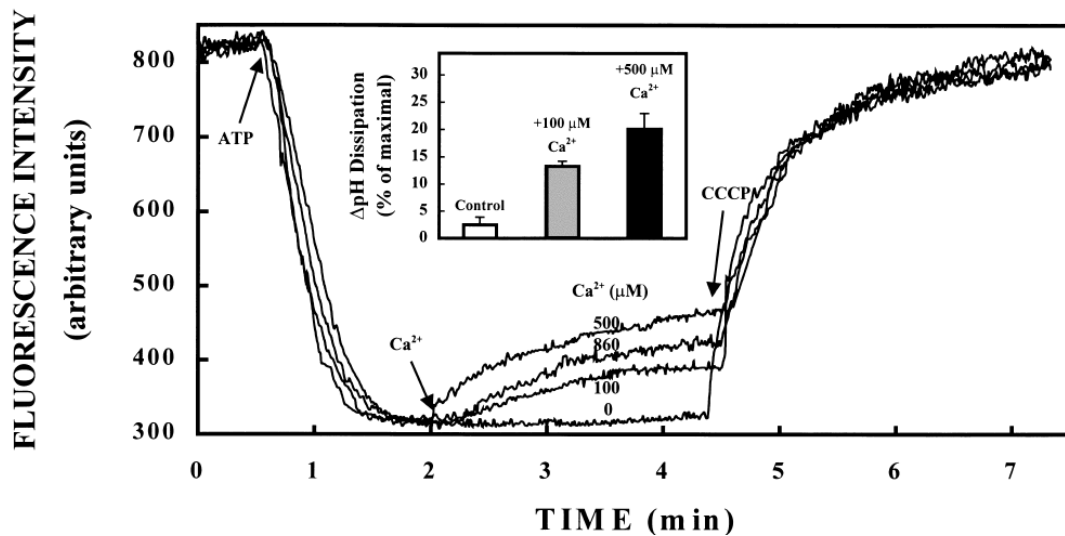 FLUORESCENCE INTENSITY
(arbitrary units)
800
700
600
500
400
300
ATP
ΔpH Dissipation
(% of maximal)
30
25
20
15
10
5
0
Control
+100 μM
Ca²⁺
+500 μM
Ca²⁺
CCCP
Ca²⁺
Ca²⁺ (μM)
500
360
100
0
0 1 2 3 4 5 6 7
TIME (min)